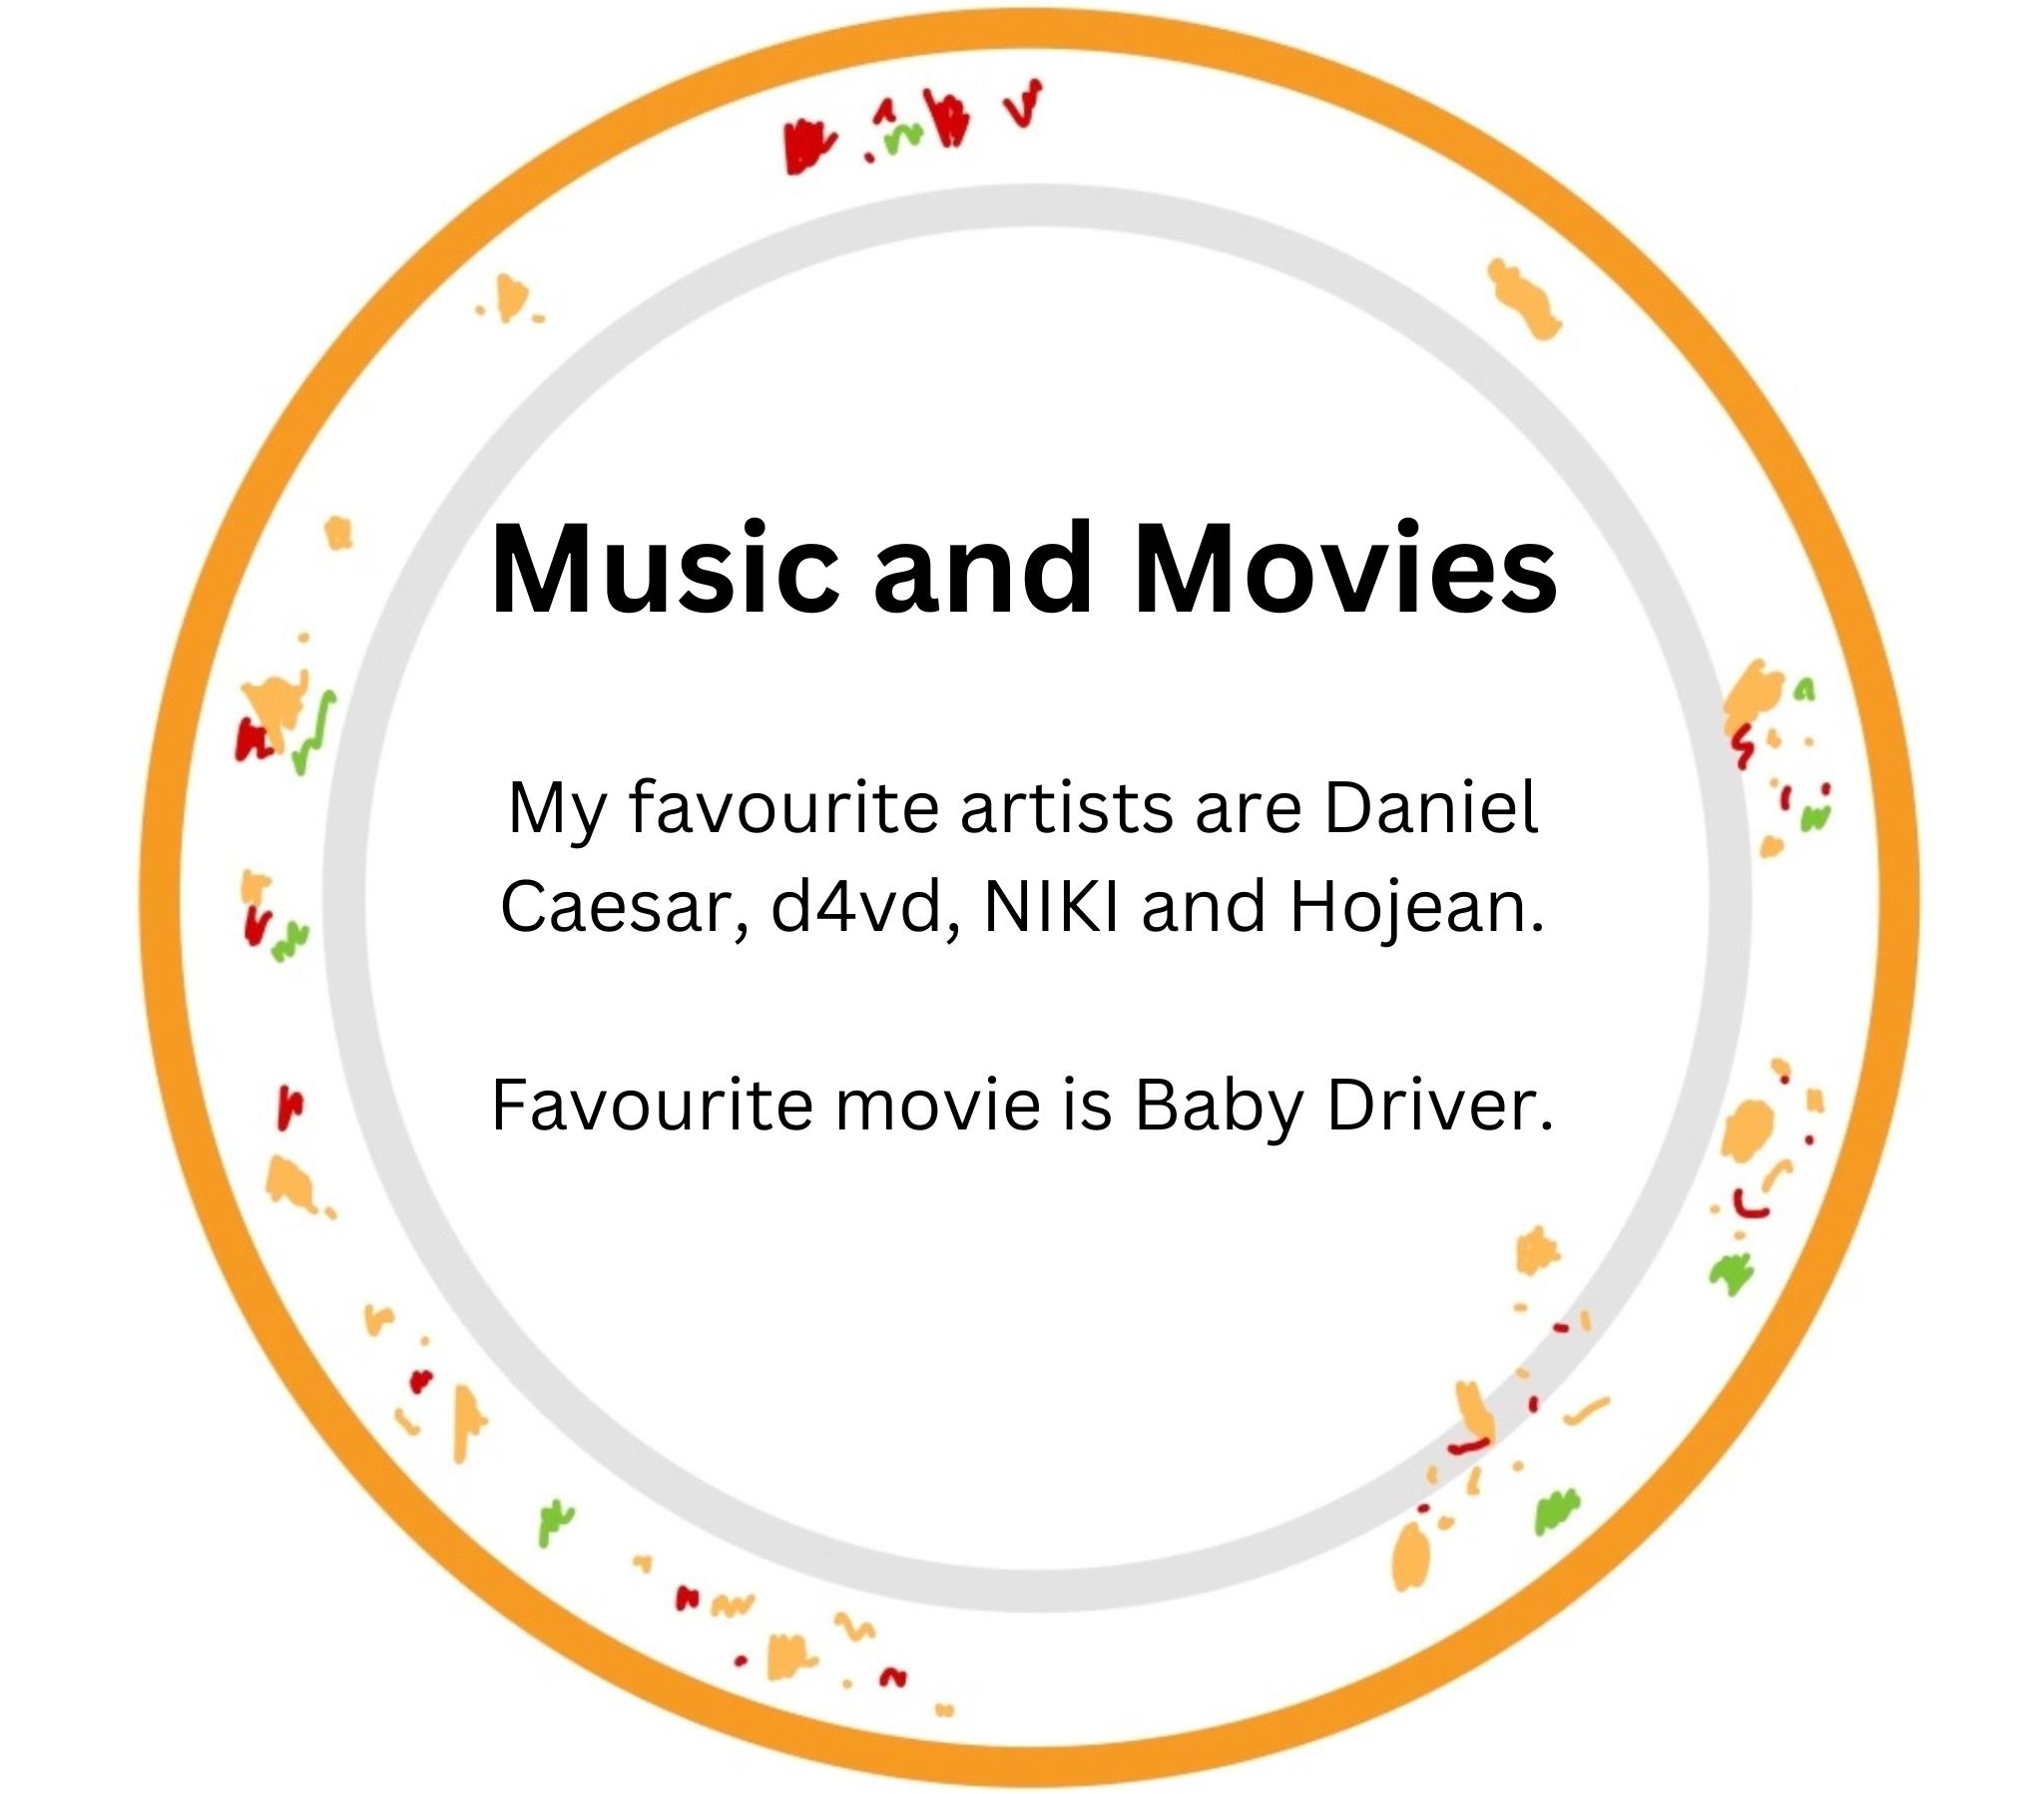 Music and Movies
My favourite artists are Daniel
Caesar, d4vd, NIKI and Hojean.
Favourite movie is Baby Driver.